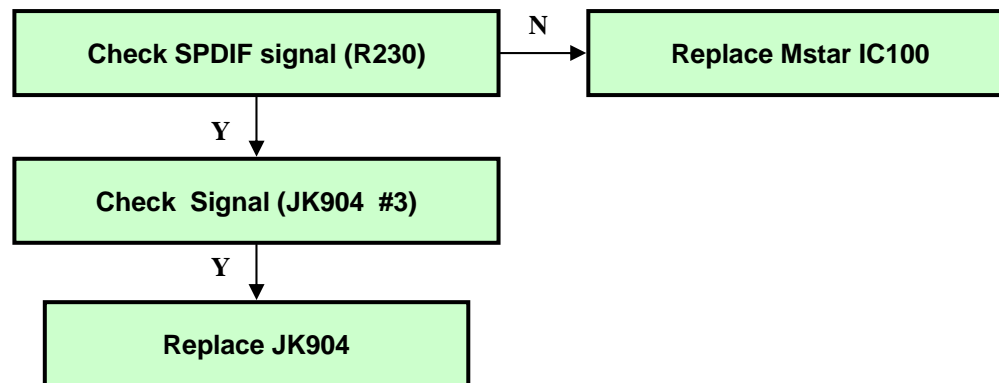 Check SPDIF signal (R230)
N
Replace Mstar IC100
Y
Check Signal (JK904 #3)
Y
Replace JK904